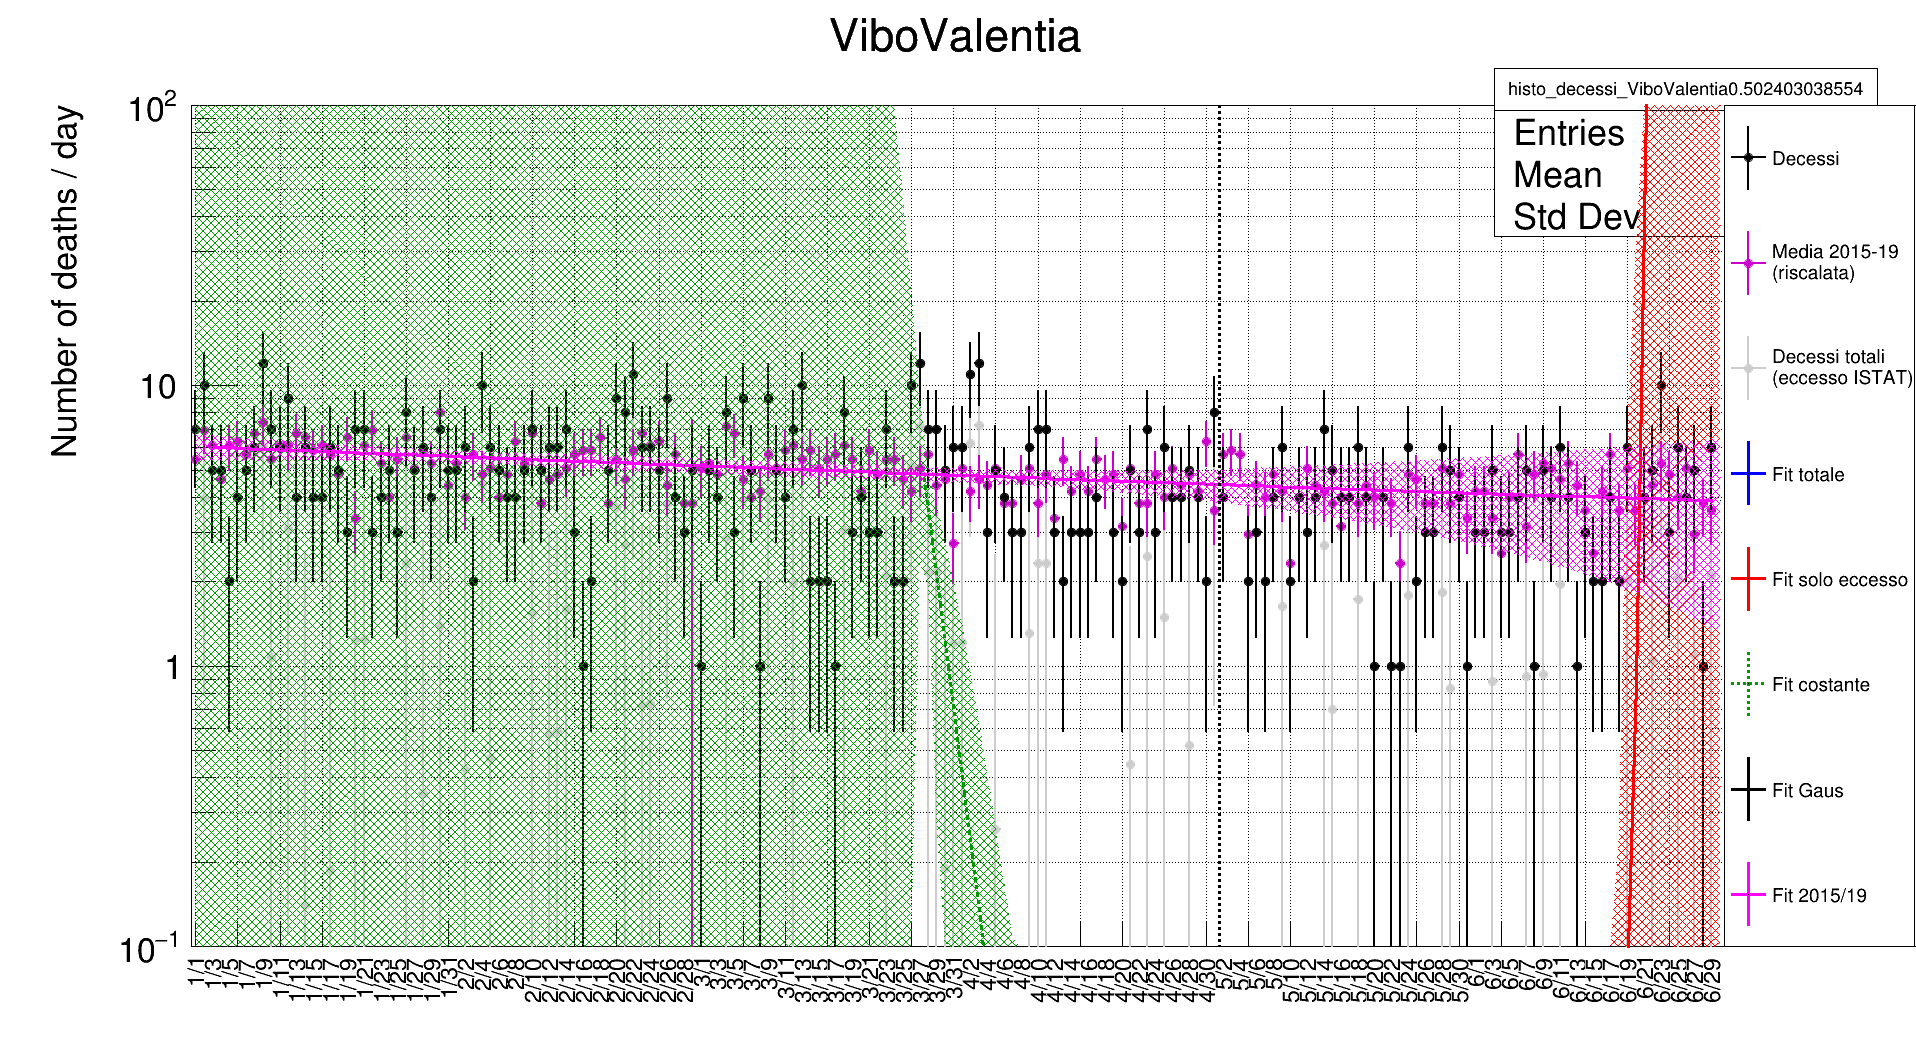 ViboValentia
Number of deaths / day
10²
10
1
10⁻¹
histo_decessi_ViboValentia0.502403038554
Entries
Mean
Std Dev
Decessi
Media 2015-19
(riscalata)
Decessi totali
(eccesso ISTAT)
Fit totale
Fit solo eccesso
Fit costante
Fit Gaus
Fit 2015/19
1/1 1/3 1/5 1/7 1/9 1/11 1/13 1/15 1/17 1/19 1/21 1/23 1/25 1/27 1/29 1/31 2/2 2/4 2/6 2/8 2/10 2/12 2/14 2/16 2/18 2/20 2/22 2/24 2/26 2/28 3/1 3/3 3/5 3/7 3/9 3/11 3/13 3/15 3/17 3/19 3/21 3/23 3/25 3/27 3/29 3/31 4/2 4/4 4/6 4/8 4/10 4/12 4/14 4/16 4/18 4/20 4/22 4/24 4/26 4/28 4/30 5/2 5/4 5/6 5/8 5/10 5/12 5/14 5/16 5/18 5/20 5/22 5/24 5/26 5/28 5/30 6/1 6/3 6/5 6/7 6/9 6/11 6/13 6/15 6/17 6/19 6/21 6/23 6/25 6/27 6/29